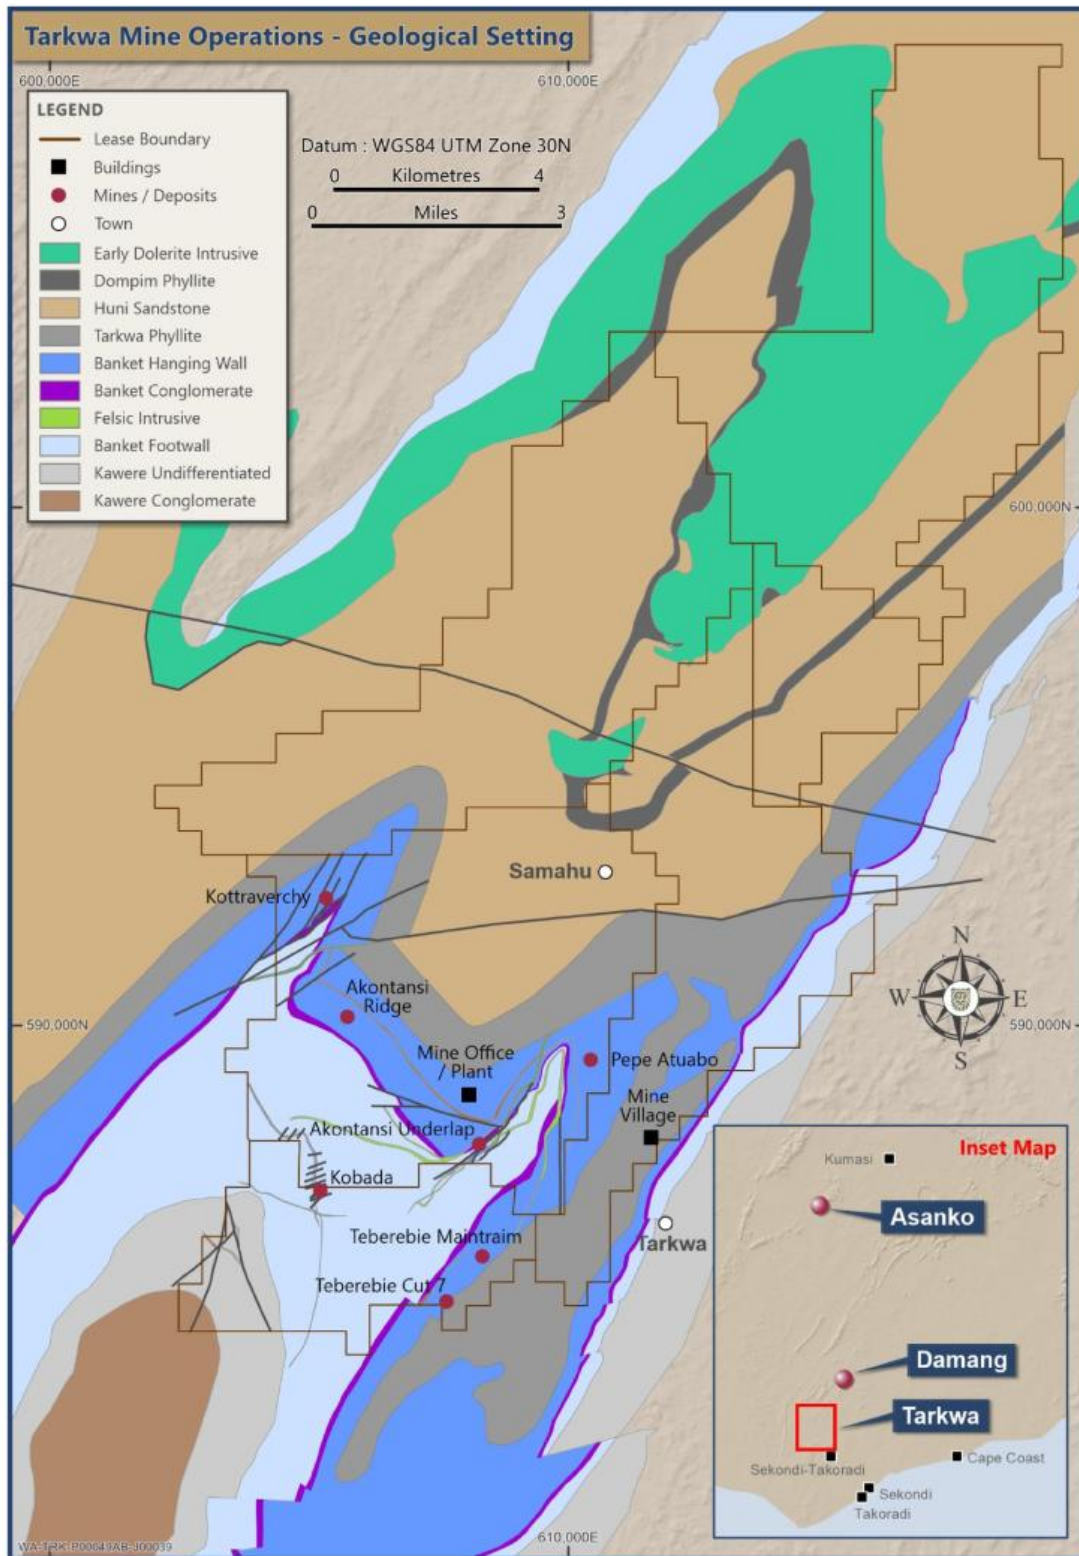 Tarkwa Mine Operations - Geological Setting
600,000E
610,000E
LEGEND
Lease Boundary
Buildings
Mines / Deposits
Town
Early Dolerite Intrusive
Dompim Phyllite
Huni Sandstone
Tarkwa Phyllite
Banket Hanging Wall
Banket Conglomerate
Felsic Intrusive
Banket Footwall
Kawere Undifferentiated
Kawere Conglomerate
Datum : WGS84 UTM Zone 30N
0 Kilometres 4
0 Miles 3
600,000N
Samahu
Kottraverchy
Akontansi
Ridge
N
W E
S
590,000N
590,000N
Mine Office
/ Plant
Pepe Atuabo
Mine
Village
Akontansi Underlap
Kobada
Teberebie Maintraim
Tarkwa
Teberebie Cut 7
Inset Map
Kumasi
Asanko
Damang
Tarkwa
Sekondi-Takoradi
Cape Coast
Sekondi
Takoradi
610,000E
WA-TRK-P00049AB-J00039